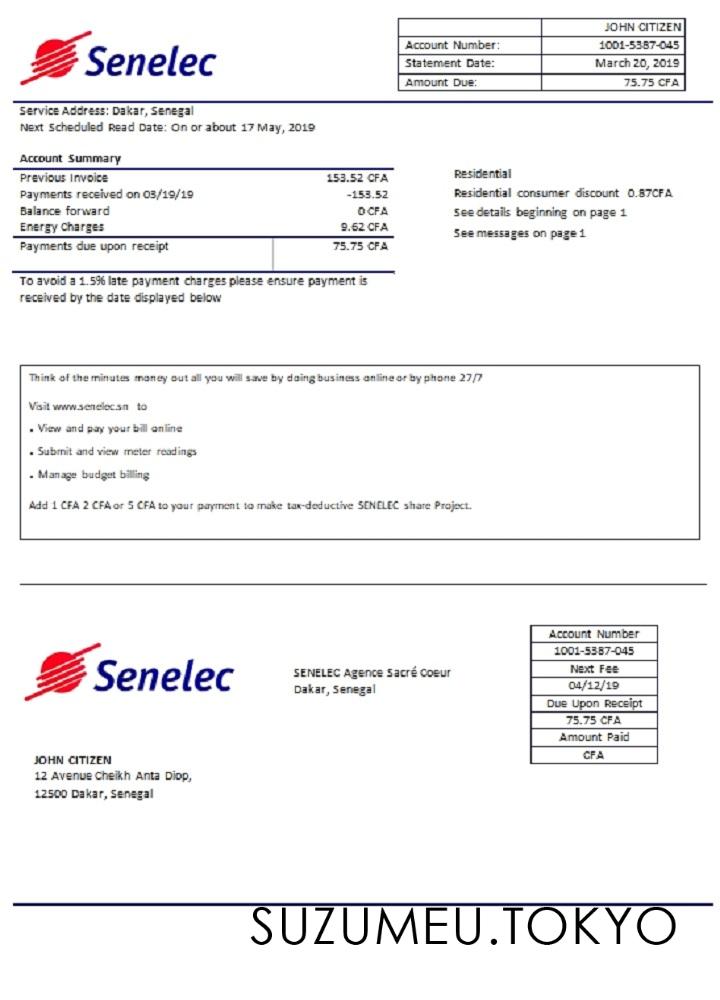 Senelec
JOHN CITIZEN
Account Number: 1001-5387-045
Statement Date: March 20, 2019
Amount Due: 75.75 CFA
Service Address: Dakar, Senegal
Next Scheduled Read Date: On or about 17 May, 2019
Account Summary
Previous Invoice 153.52 CFA
Payments received on 03/19/19 -153.52
Balance forward 0 CFA
Energy Charges 9.62 CFA
Payments due upon receipt 75.75 CFA
Residential
Residential consumer discount 0.87CFA
See details beginning on page 1
See messages on page 1
To avoid a 1.5% late payment charges please ensure payment is
received by the date displayed below
Think of the minutes money out all you will save by doing business online or by phone 27/7
Visit www.senelec.sn to
• View and pay your bill online
• Submit and view meter readings
• Manage budget billing
Add 1 CFA 2 CFA or 5 CFA to your payment to make tax-deductive SENELEC share Project.
Senelec
SENELEC Agence Sacré Coeur
Dakar, Senegal
Account Number
1001-5387-045
Next Fee
04/12/19
Due Upon Receipt
75.75 CFA
Amount Paid
CFA
JOHN CITIZEN
12 Avenue Cheikh Anta Diop,
12500 Dakar, Senegal
SUZUMEU.TOKYO